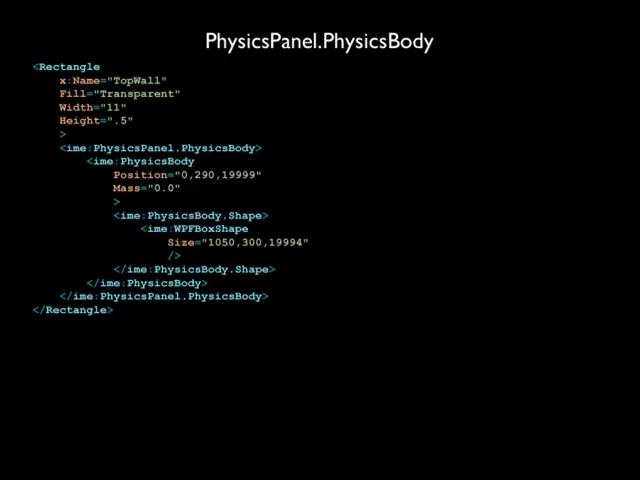 PhysicsPanel.PhysicsBody
<Rectangle
    x:Name="TopWall"
    Fill="Transparent"
    Width="11"
    Height=".5"
    >
    <ime:PhysicsPanel.PhysicsBody>
        <ime:PhysicsBody
            Position="0,290,19999"
            Mass="0.0"
            >
            <ime:PhysicsBody.Shape>
                <ime:WPFBoxShape
                    Size="1050,300,19994"
                    />
            </ime:PhysicsBody.Shape>
        </ime:PhysicsBody>
    </ime:PhysicsPanel.PhysicsBody>
</Rectangle>